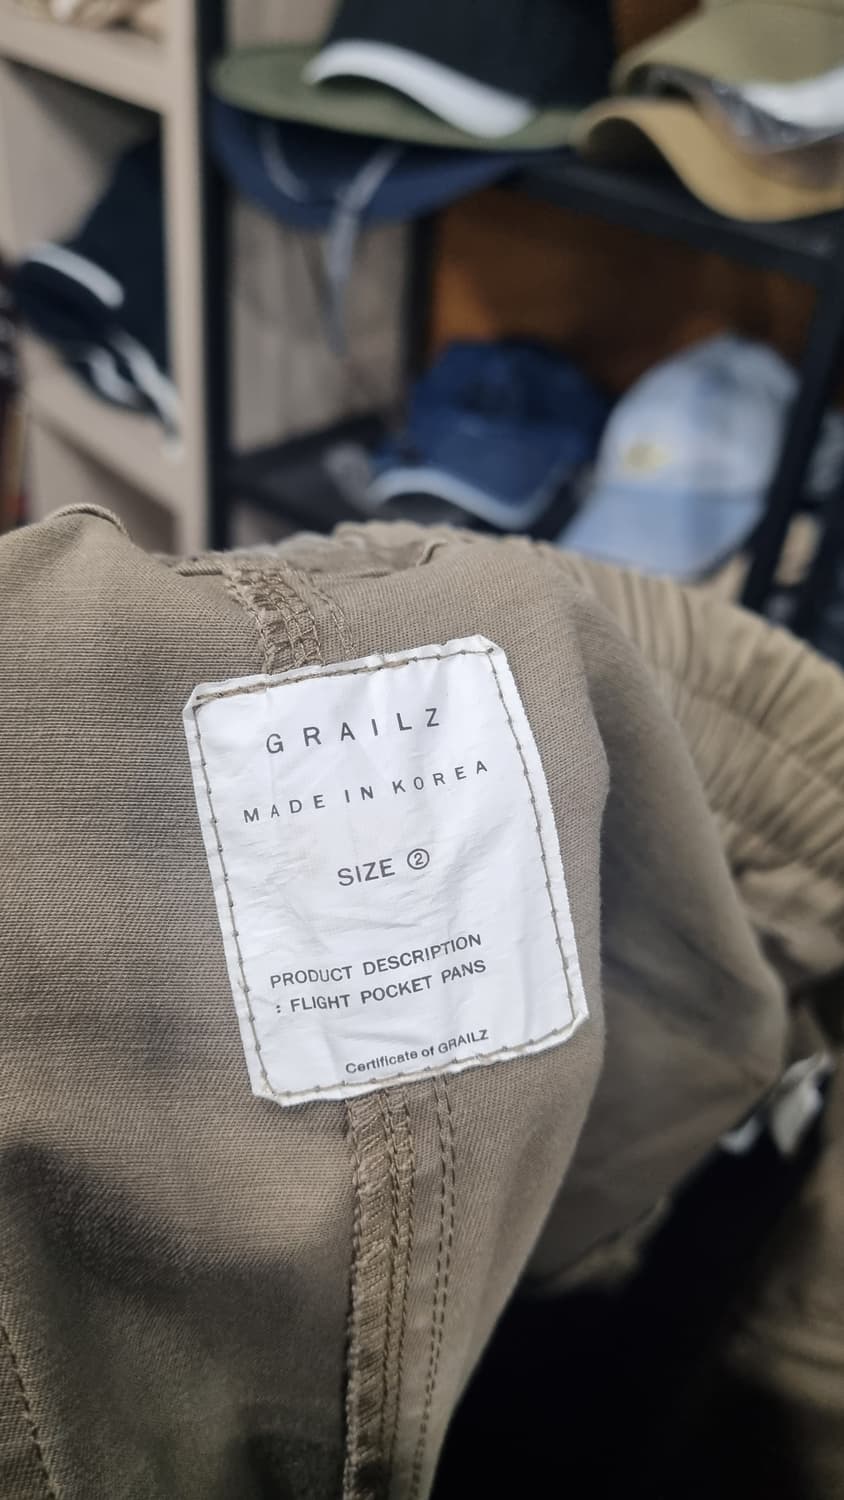 GRAILZ
MADE IN KOREA
SIZE ②
PRODUCT DESCRIPTION
: FLIGHT POCKET PANS
Certificate of GRAILZ